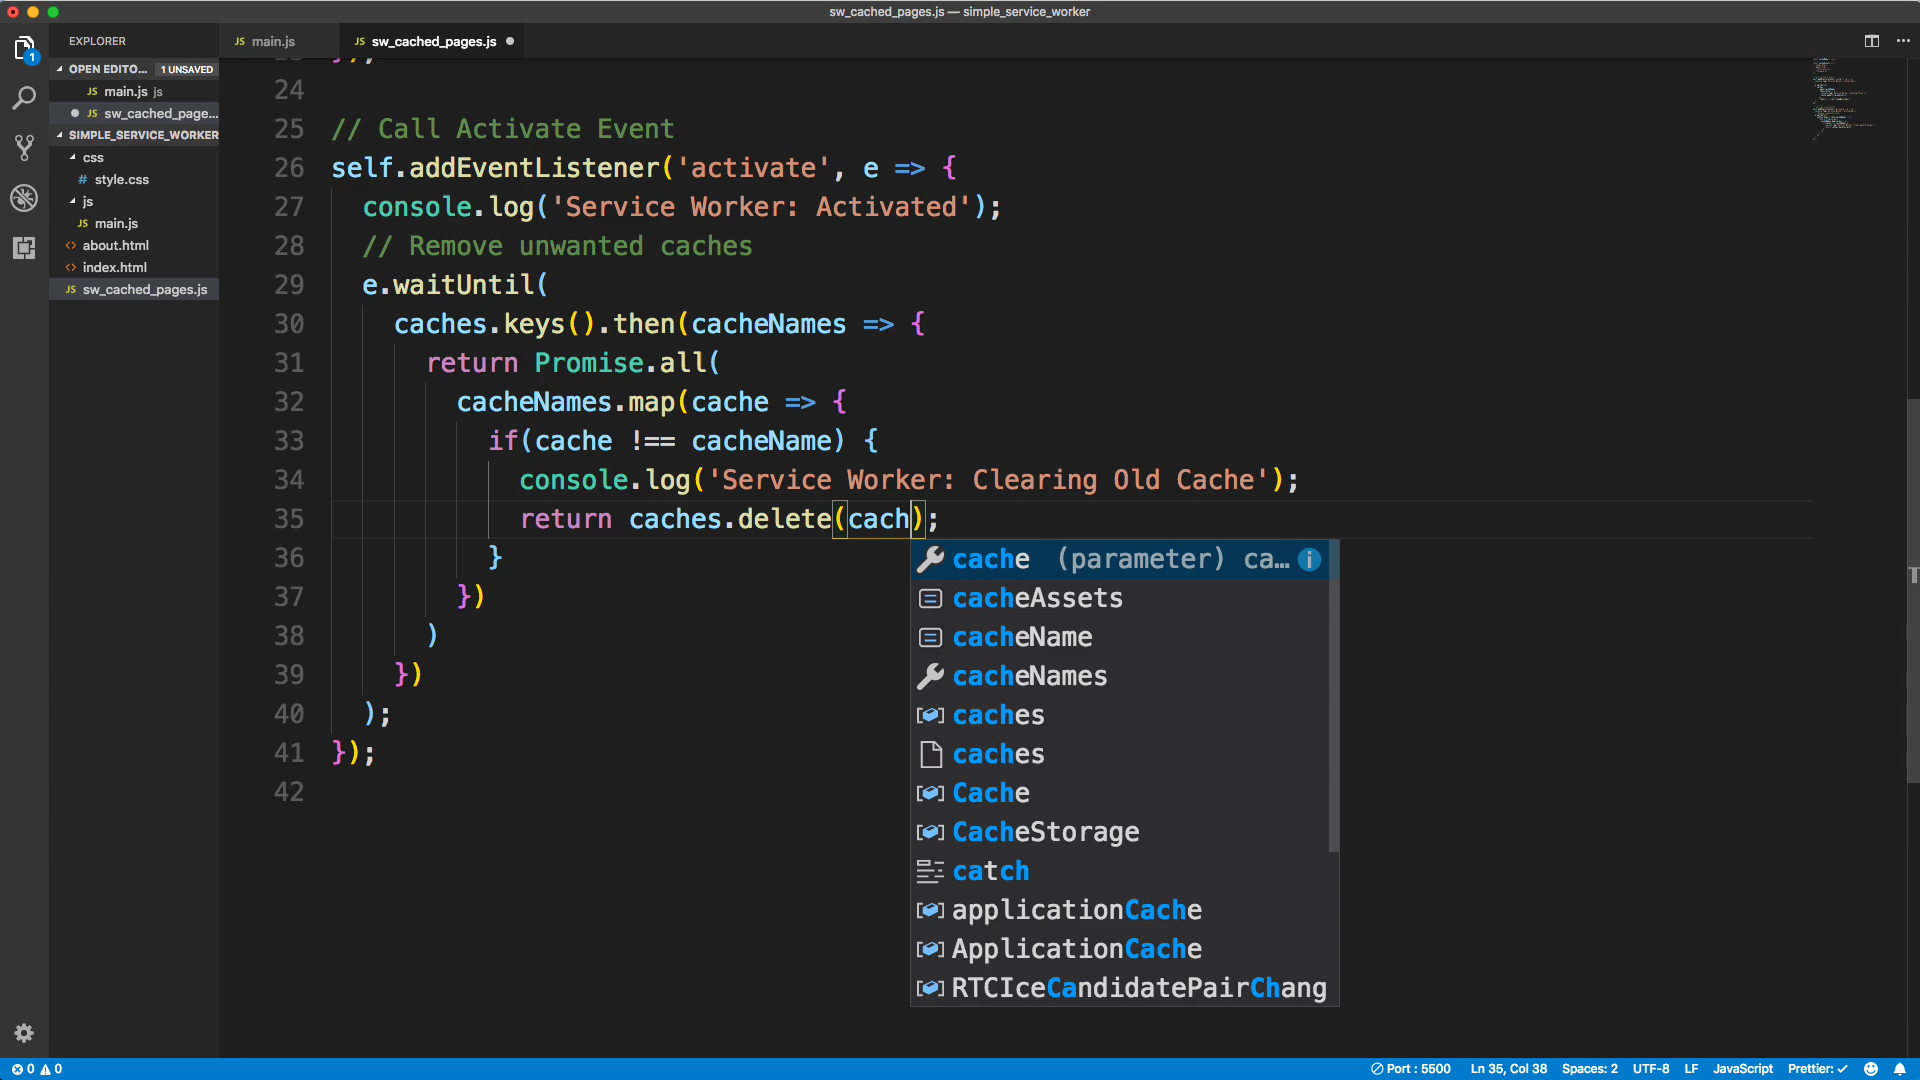 sw_cached_pages.js — simple_service_worker
EXPLORER
OPEN EDITO... 1 UNSAVED
main.js js
sw_cached_page...
SIMPLE_SERVICE_WORKER
css
# style.css
js
JS main.js
<> about.html
<> index.html
JS sw_cached_pages.js
1
JS main.js
JS sw_cached_pages.js
24
25 // Call Activate Event
26 self.addEventListener('activate', e => {
27 console.log('Service Worker: Activated');
28 // Remove unwanted caches
29 e.waitUntil(
30 caches.keys().then(cacheNames => {
31 return Promise.all(
32 cacheNames.map(cache => {
33 if(cache !== cacheName) {
34 console.log('Service Worker: Clearing Old Cache');
35 return caches.delete(cach);
36 }
37 })
38 )
39 })
40 );
41 });
42
cache (parameter) ca...
cacheAssets
cacheName
cacheNames
caches
caches
Cache
CacheStorage
catch
applicationCache
ApplicationCache
RTCIceCandidatePairChang
0 0
Port : 5500 Ln 35, Col 38 Spaces: 2 UTF-8 LF JavaScript Prettier: ✓